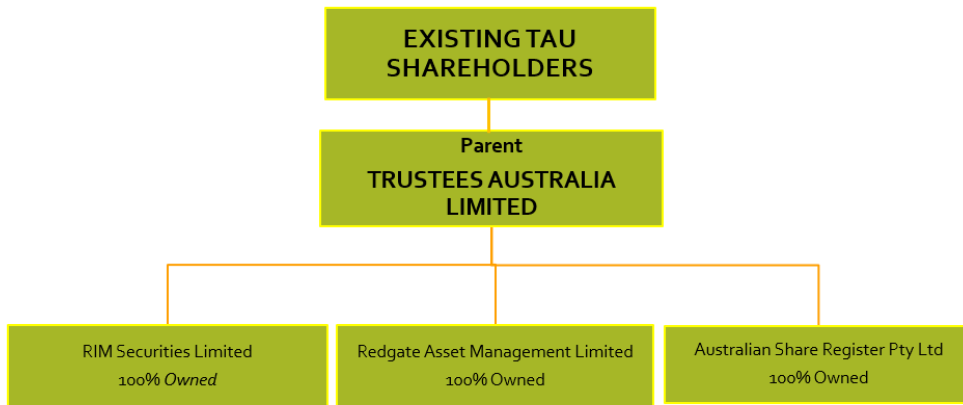 EXISTING TAU
SHAREHOLDERS
Parent
TRUSTEES AUSTRALIA
LIMITED
RIM Securities Limited
100% Owned
Redgate Asset Management Limited
100% Owned
Australian Share Register Pty Ltd
100% Owned